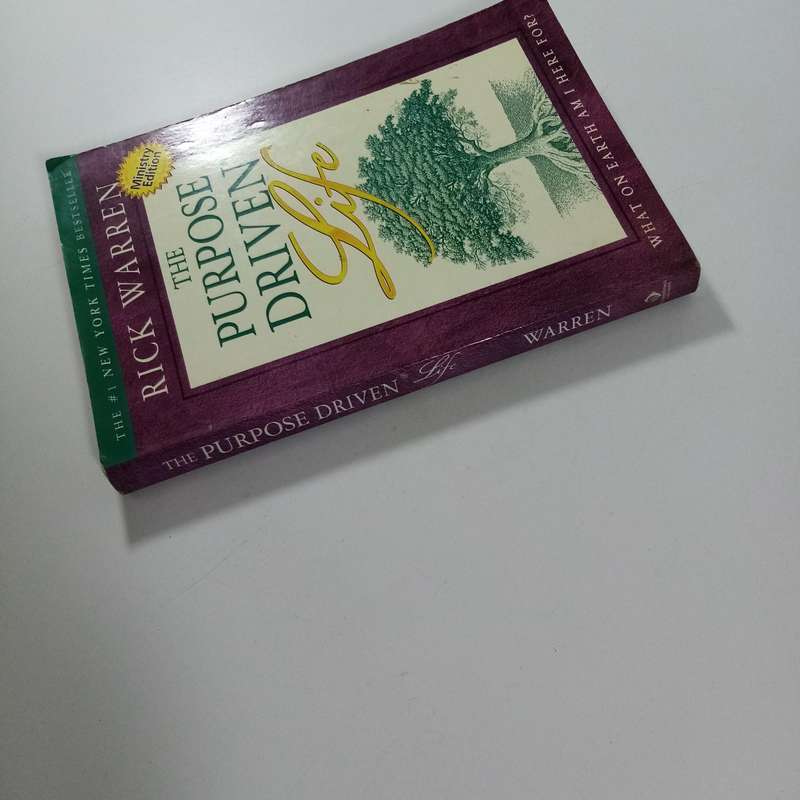 THE #1 NEW YORK TIMES BESTSELLER
RICK WARREN
Ministry
Edition
THE
PURPOSE
DRIVEN
Life
WHAT ON EARTH AM I HERE FOR?
THE PURPOSE DRIVEN Life WARREN